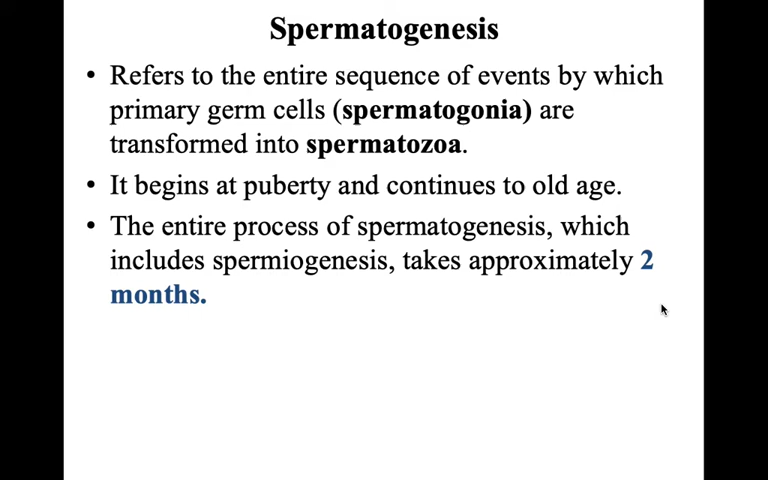 Spermatogenesis
• Refers to the entire sequence of events by which
primary germ cells (spermatogonia) are
transformed into spermatozoa.
• It begins at puberty and continues to old age.
• The entire process of spermatogenesis, which
includes spermiogenesis, takes approximately 2
months.